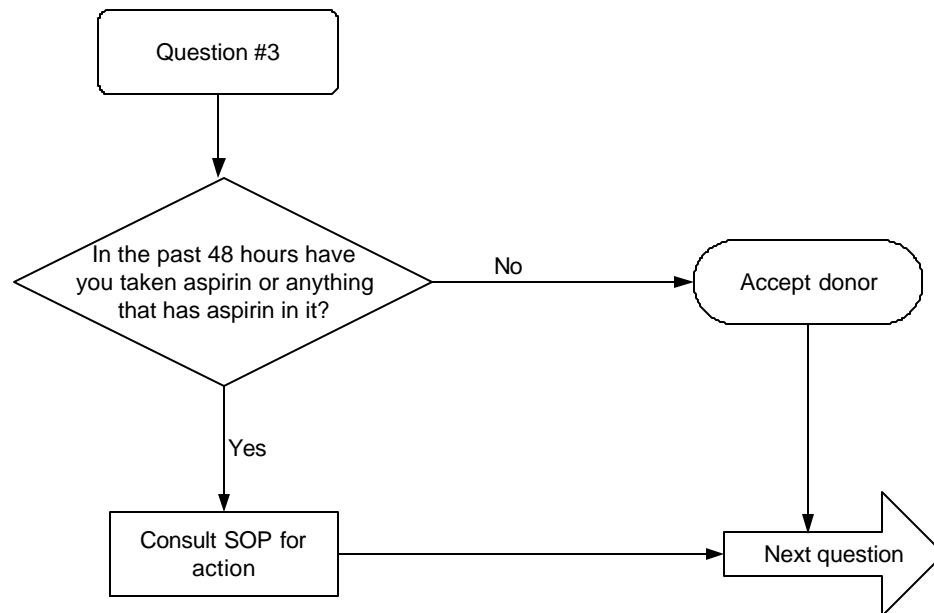 Question #3
In the past 48 hours have
you taken aspirin or anything
that has aspirin in it?
No
Accept donor
Yes
Consult SOP for
action
Next question